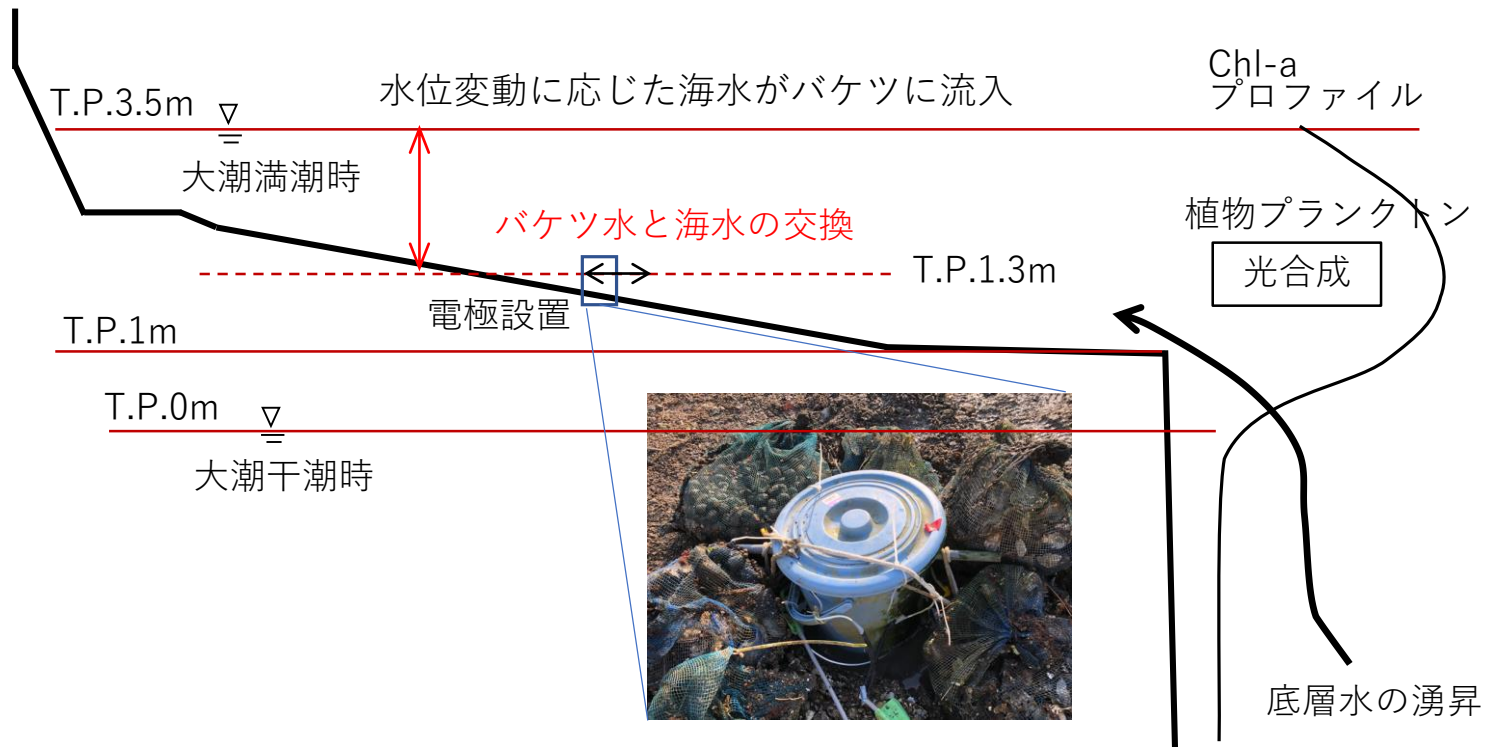 Chl-a
プロファイル
T.P.3.5m
水位変動に応じた海水がバケツに流入
大潮満潮時
植物プランクトン
バケツ水と海水の交換
光合成
T.P.1.3m
電極設置
T.P.1m
T.P.0m
大潮干潮時
底層水の湧昇